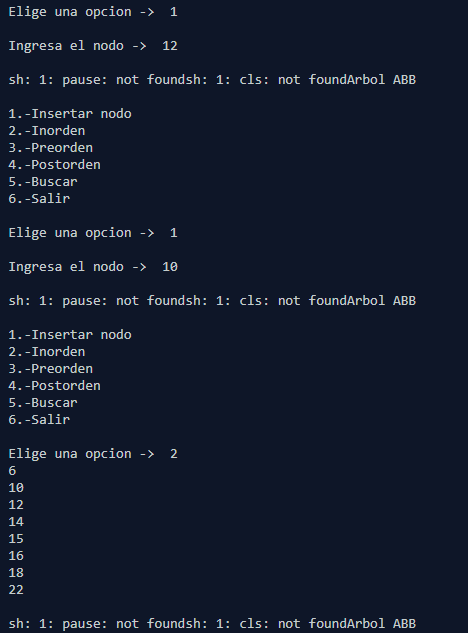 Elige una opcion ->  1
Ingresa el nodo ->  12
sh: 1: pause: not foundsh: 1: cls: not foundArbol ABB
1.-Insertar nodo
2.-Inorden
3.-Preorden
4.-Postorden
5.-Buscar
6.-Salir
Elige una opcion ->  1
Ingresa el nodo ->  10
sh: 1: pause: not foundsh: 1: cls: not foundArbol ABB
1.-Insertar nodo
2.-Inorden
3.-Preorden
4.-Postorden
5.-Buscar
6.-Salir
Elige una opcion ->  2
6
10
12
14
15
16
18
22
sh: 1: pause: not foundsh: 1: cls: not foundArbol ABB